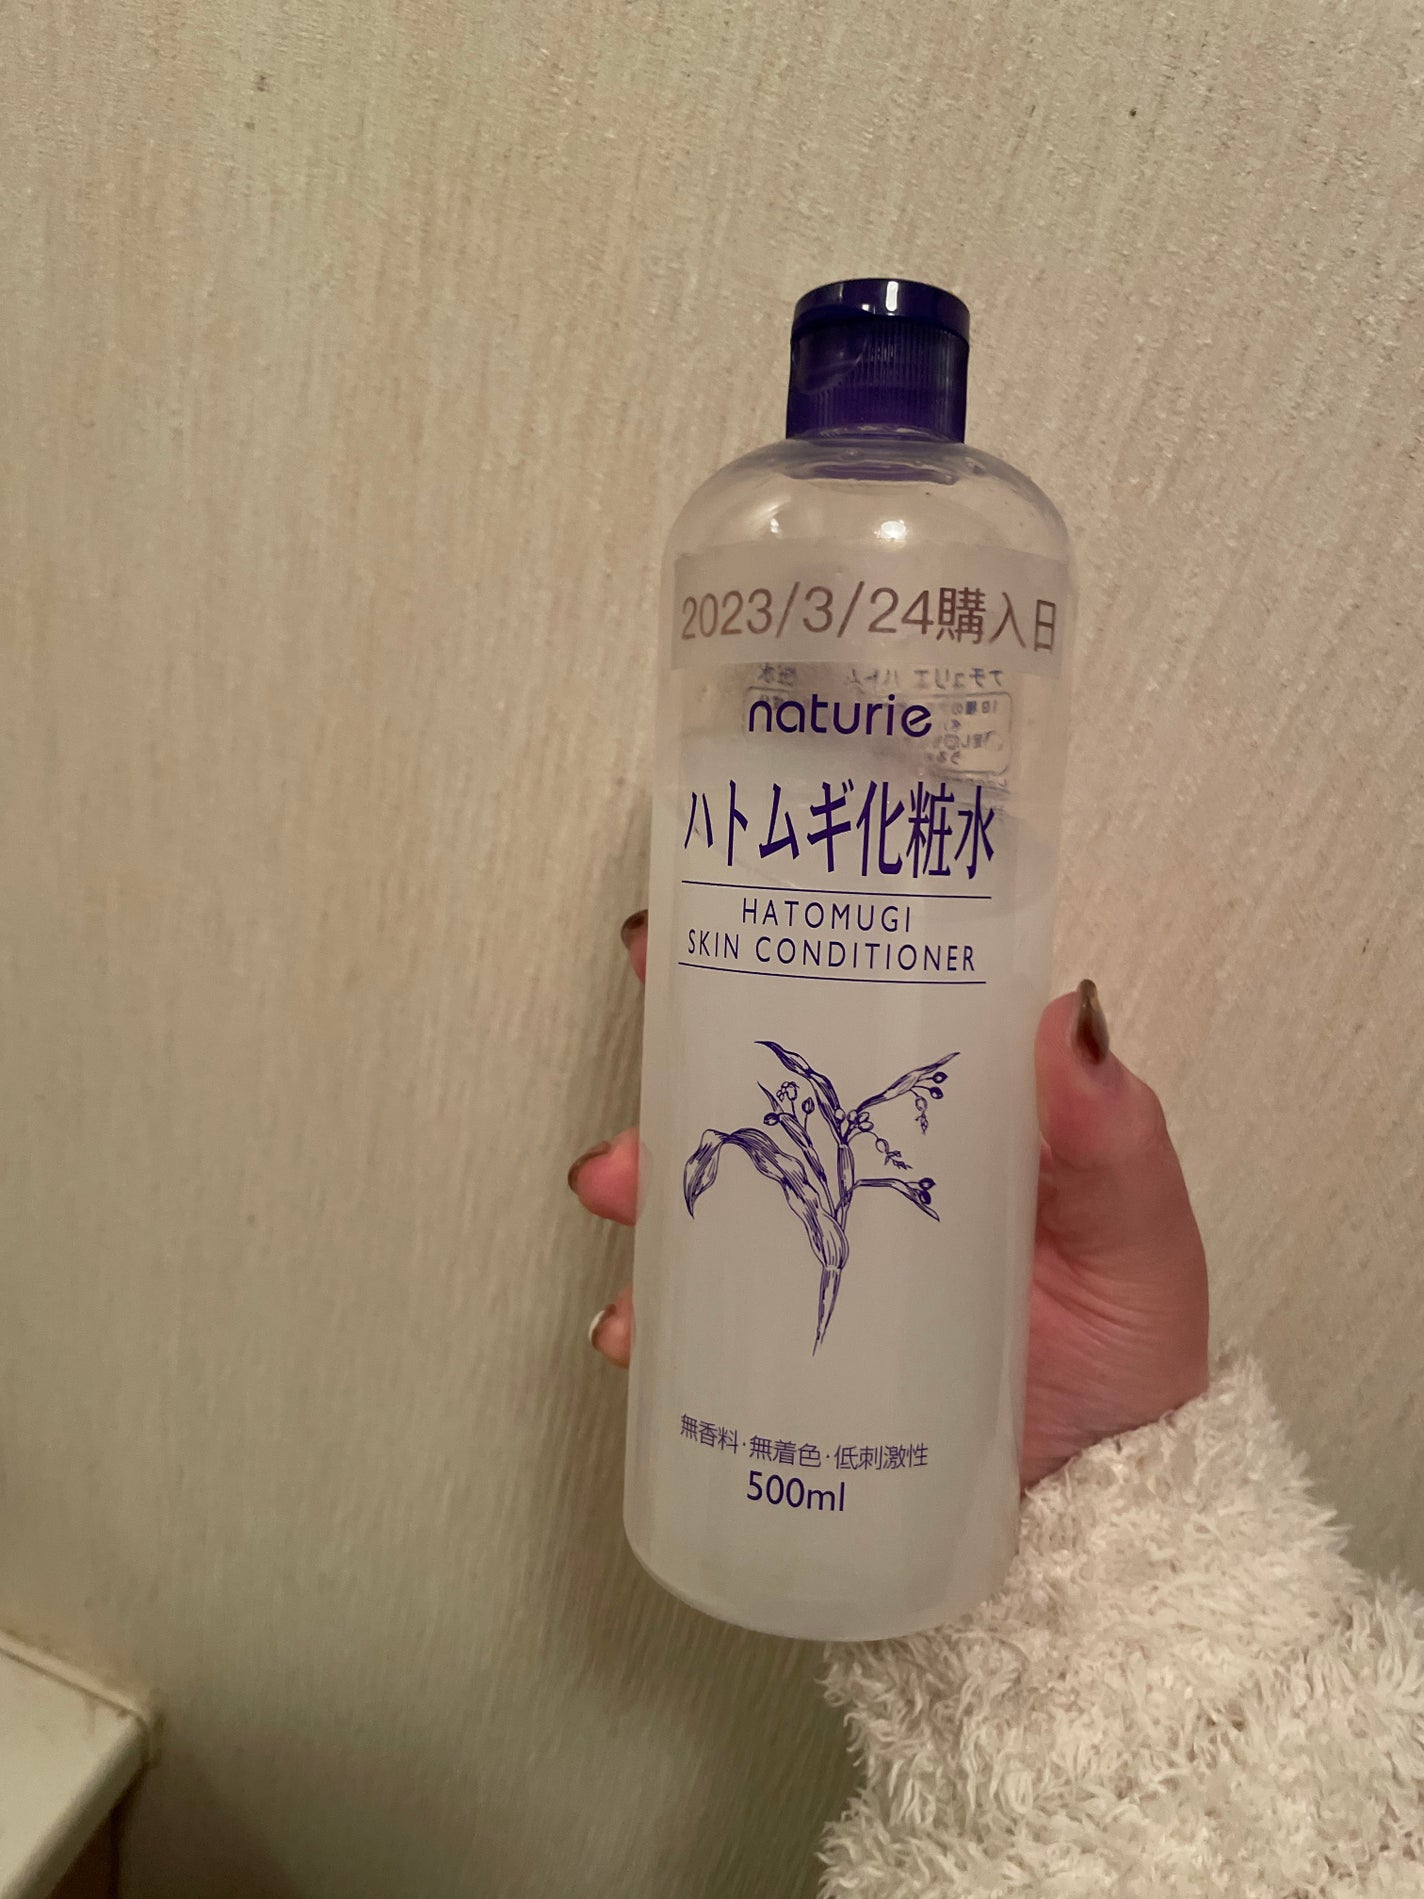 2023/3/24購入日
naturie
ハトムギ化粧水
HATOMUGI
SKIN CONDITIONER
無香料·無着色·低刺激性
500ml